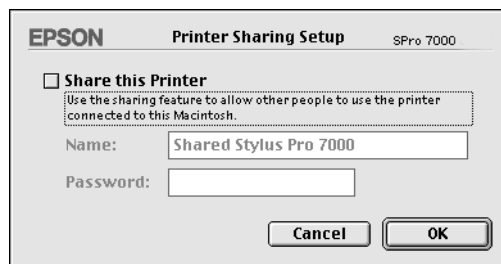 EPSON Printer Sharing Setup SPro 7000
Share this Printer
Use the sharing feature to allow other people to use the printer
connected to this Macintosh.
Name: Shared Stylus Pro 7000
Password:
Cancel OK